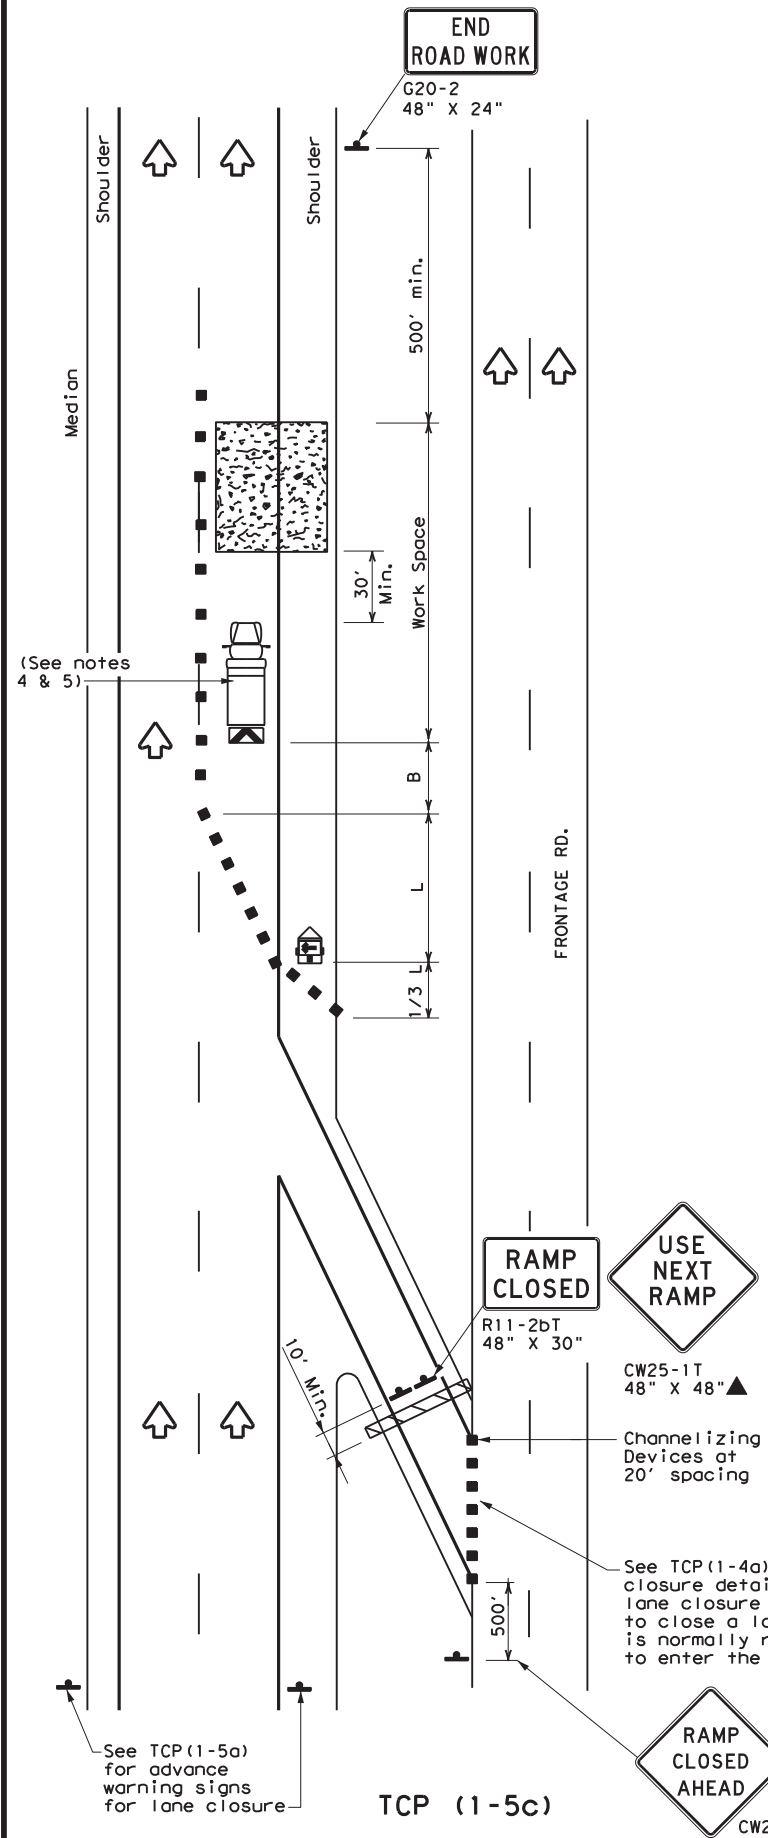 END
ROAD WORK
G20-2
48" X 24"
Shoulder
Shoulder
500' min.
Median
30'
Min.
Work Space
(See notes
4 & 5)
B
L
FRONTAGE RD.
1/3 L
RAMP
CLOSED
R11-2bT
48" X 30"
USE
NEXT
RAMP
CW25-1T
48" X 48"
10' Min.
Channelizing
Devices at
20' spacing
See TCP(1-4a)
closure detai
lane closure
to close a la
is normally r
to enter the
500'
See TCP(1-5a)
for advance
warning signs
for lane closure
RAMP
CLOSED
AHEAD
CW2
TCP (1-5c)